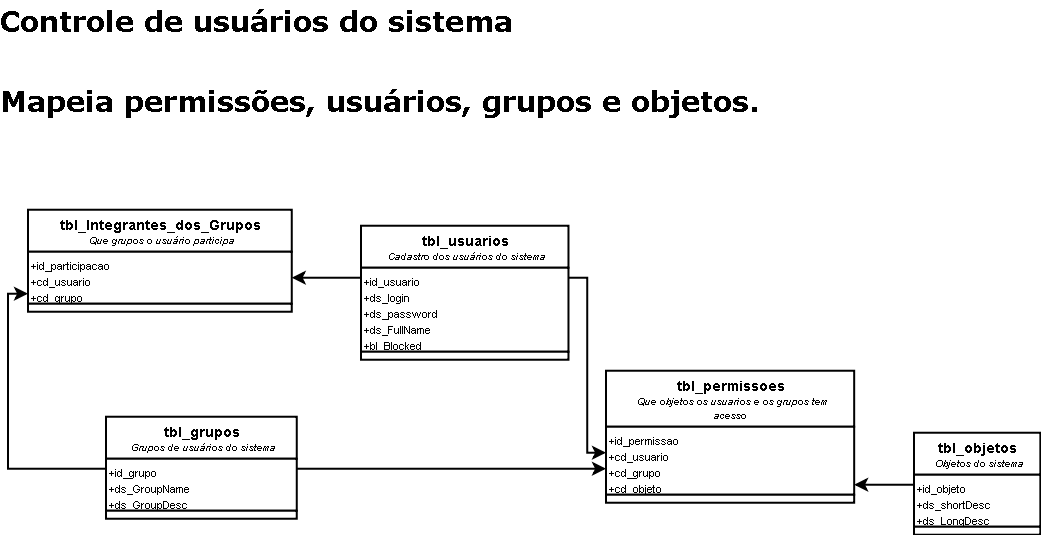 Controle de usuários do sistema
Mapeia permissões, usuários, grupos e objetos.
tbl_Integrantes_dos_Grupos
Que grupos o usuário participa
+id_participacao
+cd_usuario
+cd_grupo
tbl_usuarios
Cadastro dos usuários do sistema
+id_usuario
+ds_login
+ds_password
+ds_FullName
+bl_Blocked
tbl_permissoes
Que objetos os usuarios e os grupos tem
acesso
+id_permissao
+cd_usuario
+cd_grupo
+cd_objeto
tbl_grupos
Grupos de usuários do sistema
+id_grupo
+ds_GroupName
+ds_GroupDesc
tbl_objetos
Objetos do sistema
+id_objeto
+ds_shortDesc
+ds_LongDesc